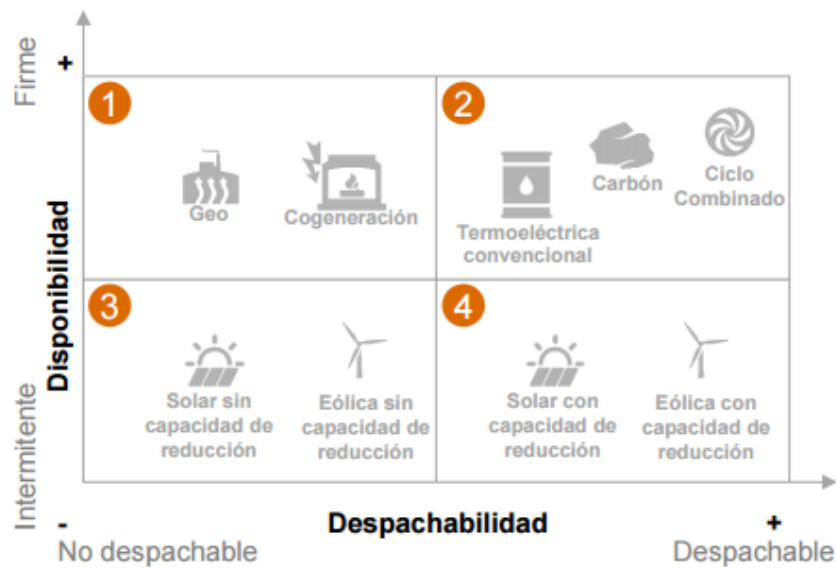 Firme
+
Disponibilidad
Intermitente
1
Geo
Cogeneración
2
Termoeléctrica
convencional
Carbón
Ciclo
Combinado
3
Solar sin
capacidad de
reducción
Eólica sin
capacidad de
reducción
4
Solar con
capacidad de
reducción
Eólica con
capacidad de
reducción
-
Despachabilidad
+
No despachable
Despachable